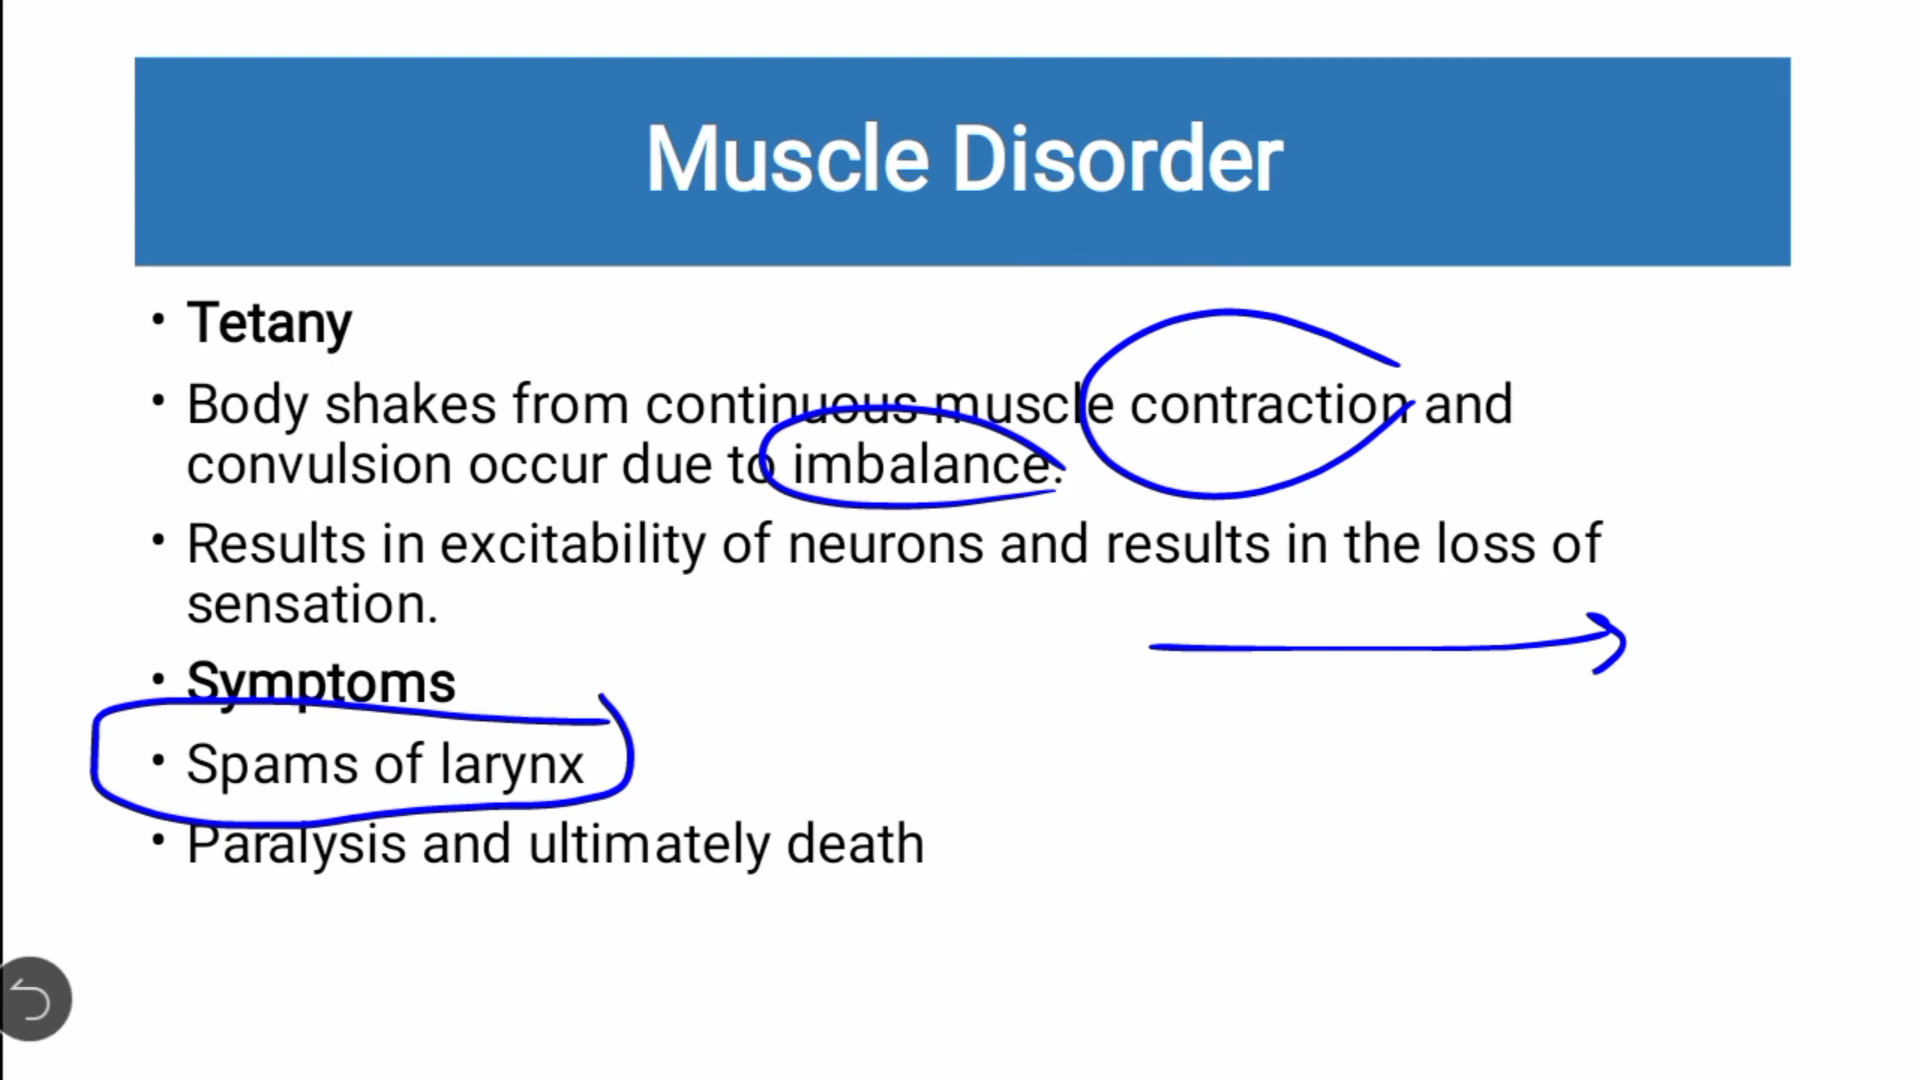 Muscle Disorder
• Tetany
• Body shakes from continuous muscle contraction and
convulsion occur due to imbalance.
• Results in excitability of neurons and results in the loss of
sensation.
• Symptoms
• Spams of larynx
• Paralysis and ultimately death